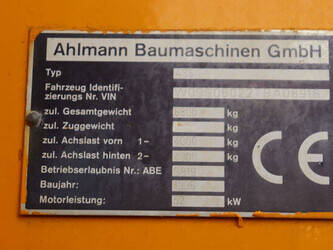 Ahlmann Baumaschinen GmbH
Typ
Fahrzeug Identifi-
zierungs Nr. VIN
zul. Gesamtgewicht kg
zul. Zuggewicht kg
zul. Achslast vorn 1- kg
zul. Achslast hinten 2- kg
Betriebserlaubnis Nr.: ABE
Baujahr:
Motorleistung: kW
CE